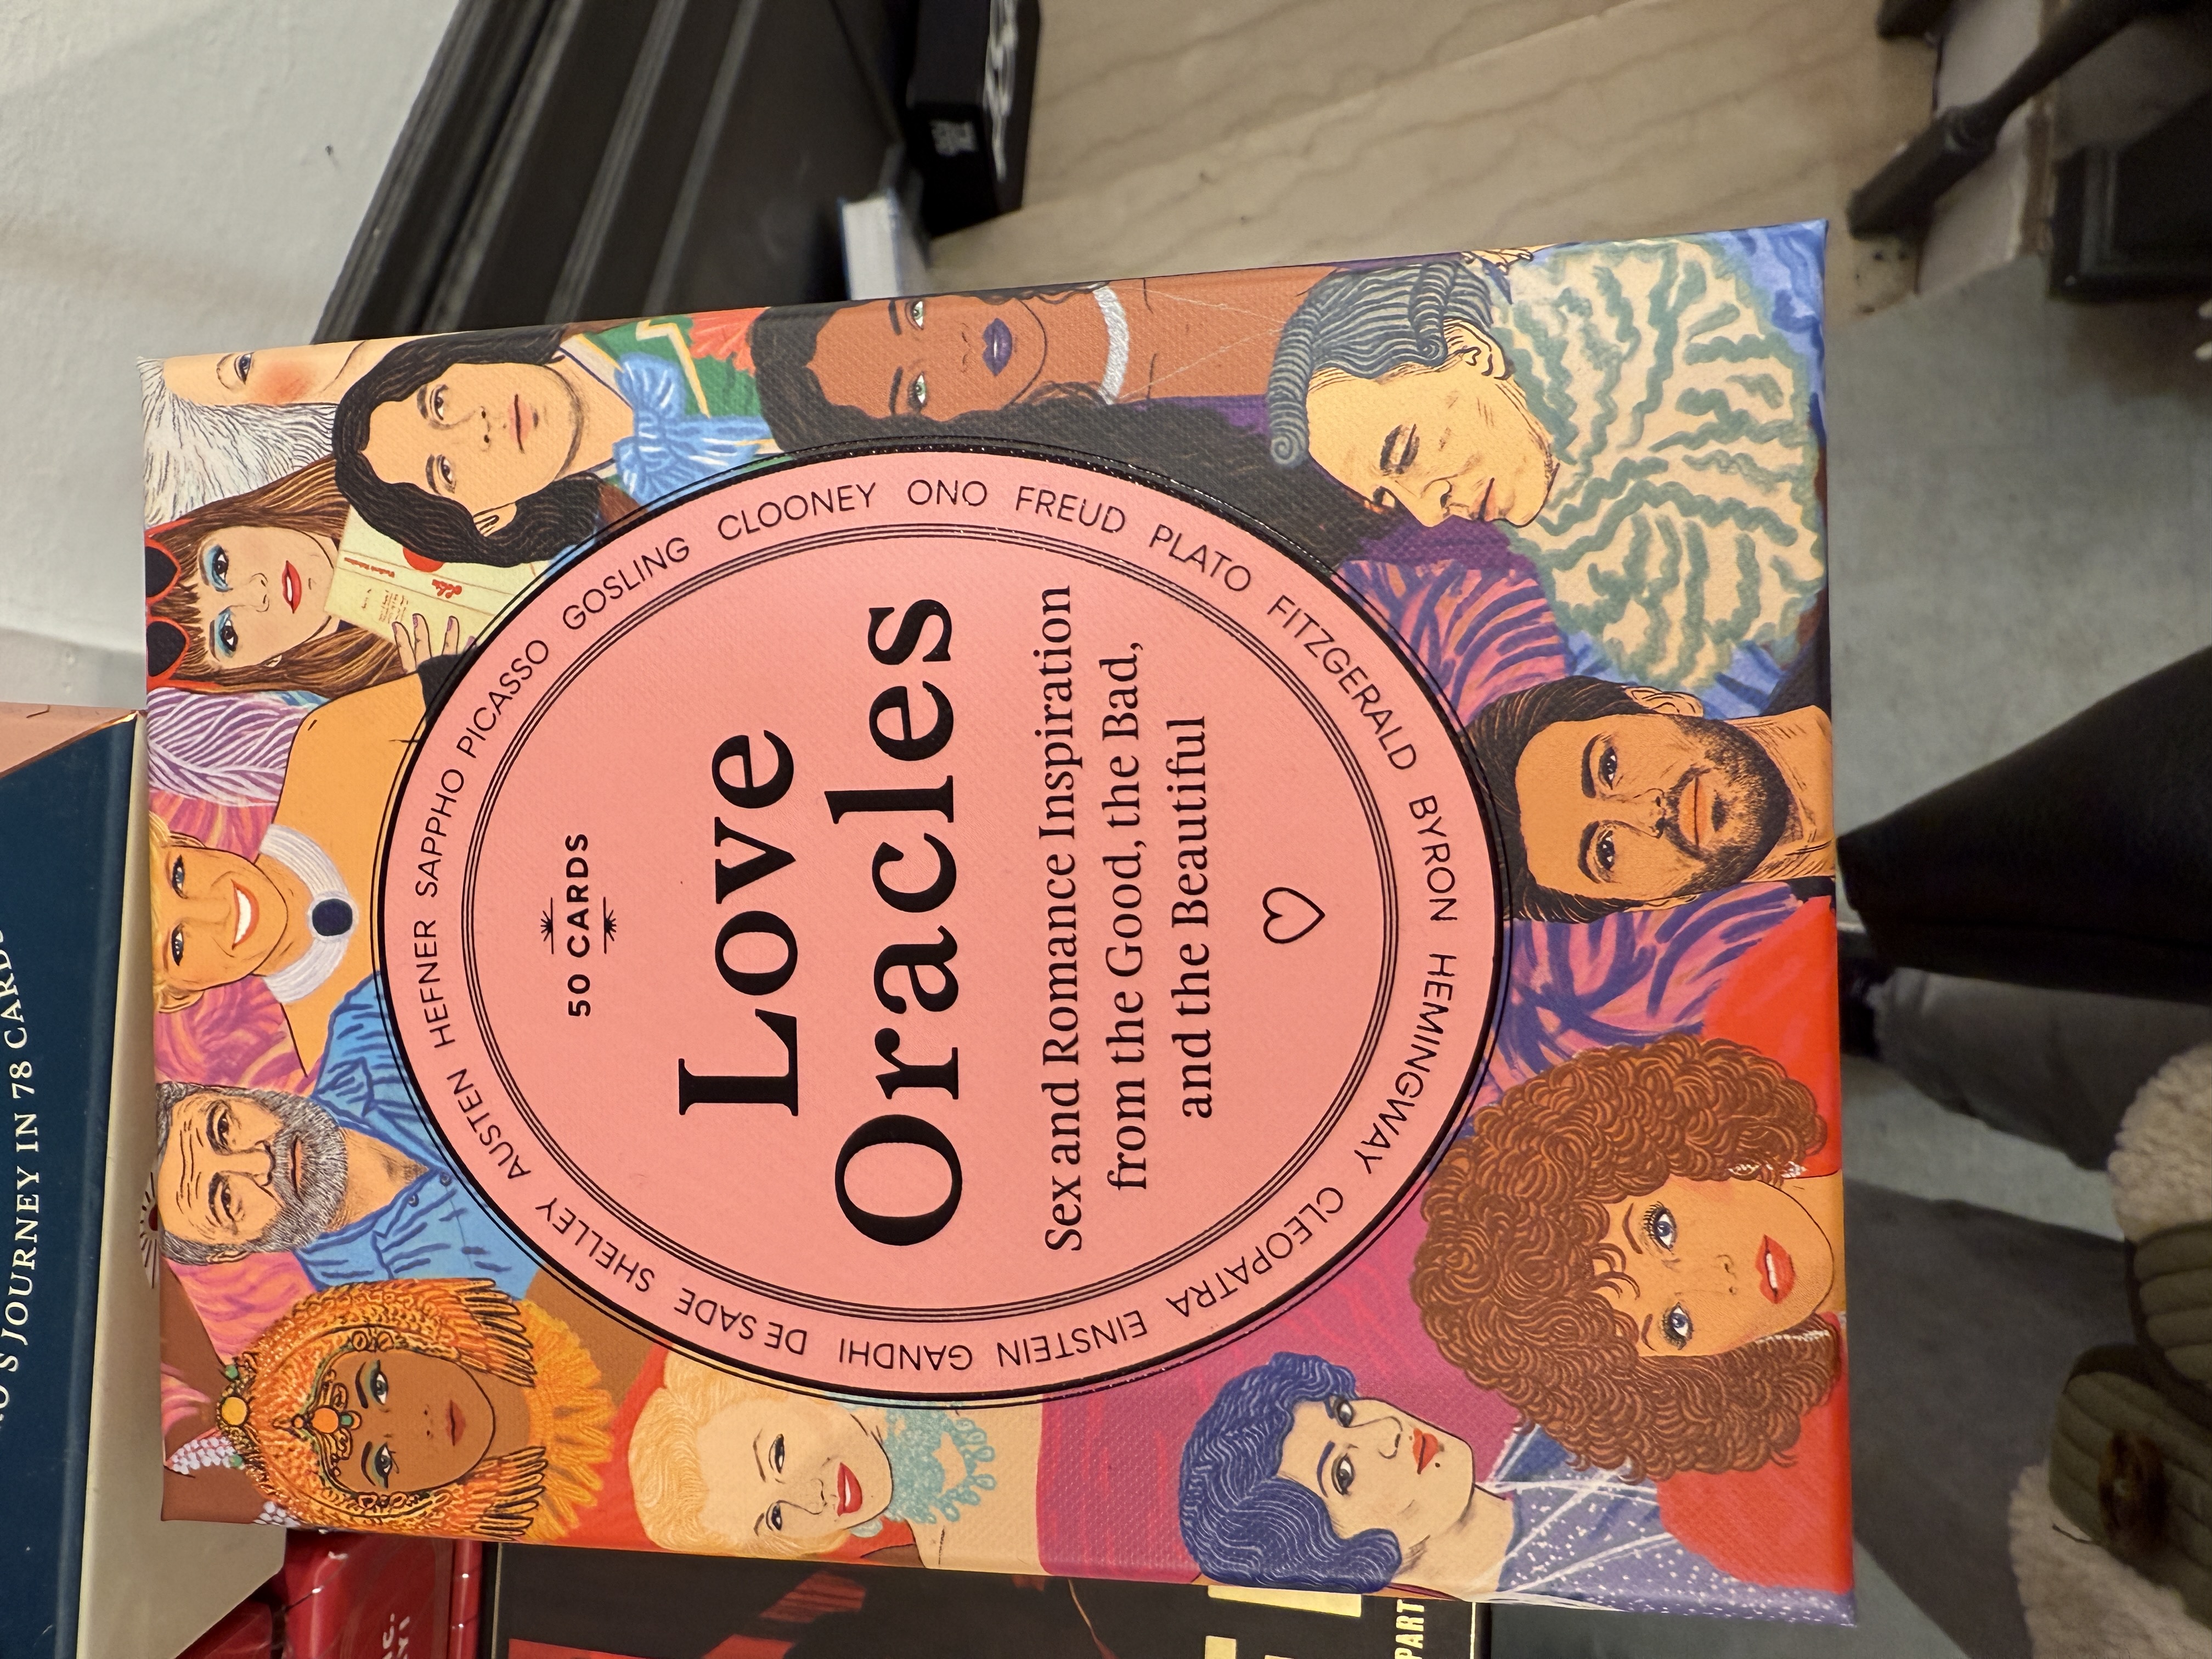 'S JOURNEY IN 78 CARDS
HEFNER SAPPHO PICASSO GOSLING CLOONEY ONO FREUD PLATO FITZGERALD BYRON HEMINGWAY CLEOPATRA EINSTEIN GANDHI DE SADE SHELLEY AUSTEN
50 CARDS
Love
Oracles
Sex and Romance Inspiration
from the Good, the Bad,
and the Beautiful
PART